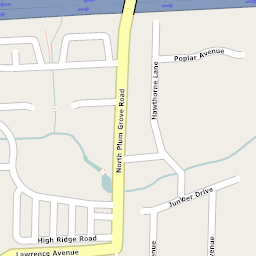 Poplar Avenue
Hawthorne Lane
North Plum Grove Road
Juniper Drive
High Ridge Road
Lawrence Avenue